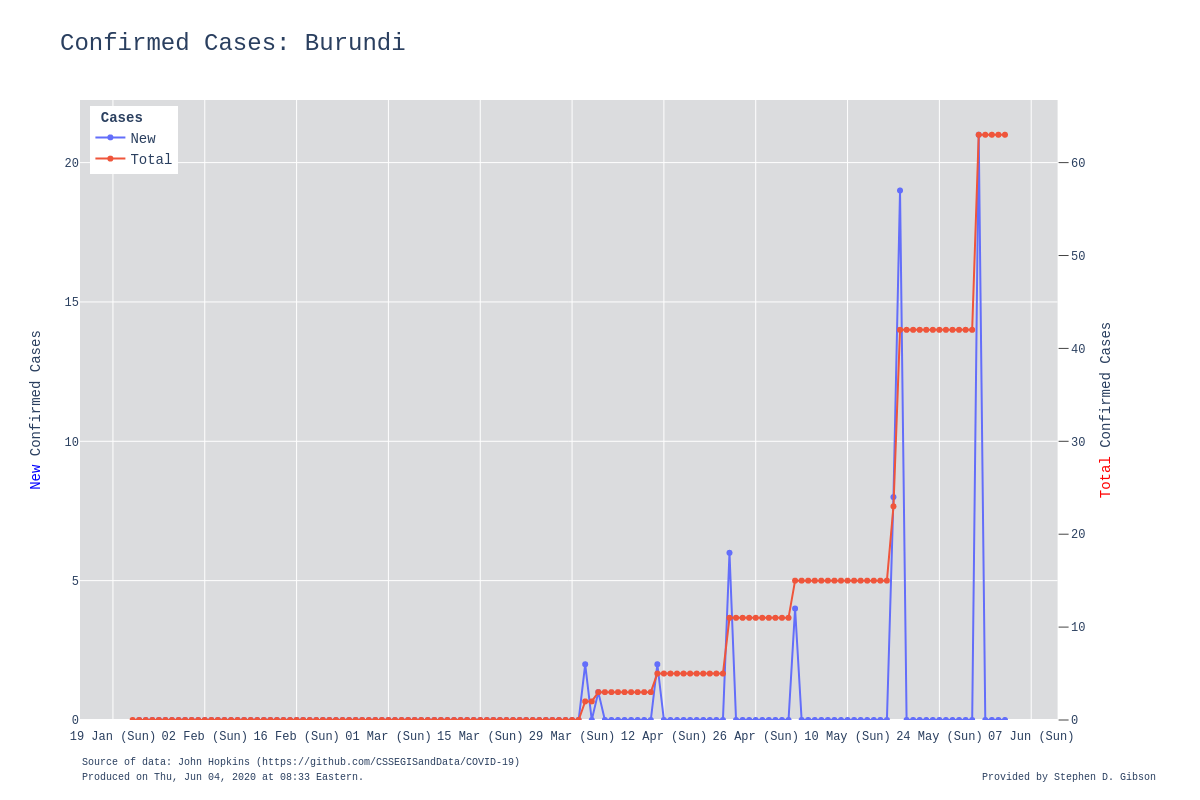 Confirmed Cases: Burundi
Cases
New
Total
20
15
10
5
0
60
50
40
30
20
10
0
New Confirmed Cases
Total Confirmed Cases
19 Jan (Sun) 02 Feb (Sun) 16 Feb (Sun) 01 Mar (Sun) 15 Mar (Sun) 29 Mar (Sun) 12 Apr (Sun) 26 Apr (Sun) 10 May (Sun) 24 May (Sun) 07 Jun (Sun)
Source of data: John Hopkins (https://github.com/CSSEGISandData/COVID-19)
Produced on Thu, Jun 04, 2020 at 08:33 Eastern.
Provided by Stephen D. Gibson